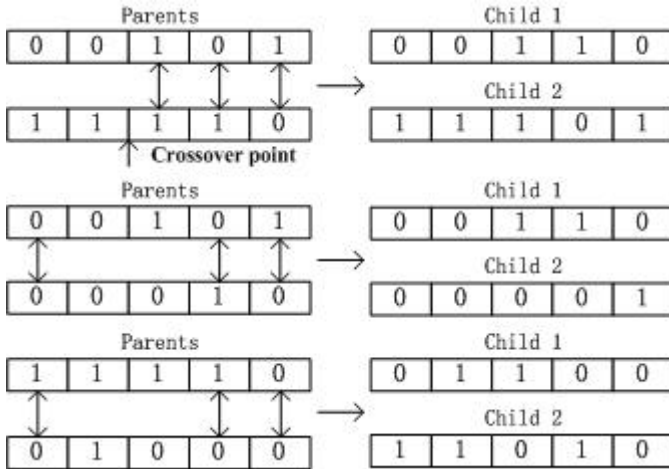 Parents Child 1
0 0 1 0 1 0 0 1 1 0
Child 2
1 1 1 1 0 1 1 1 0 1
Crossover point
Parents Child 1
0 0 1 0 1 0 0 1 1 0
Child 2
0 0 0 1 0 0 0 0 0 1
Parents Child 1
1 1 1 1 0 0 1 1 0 0
Child 2
0 1 0 0 0 1 1 0 1 0